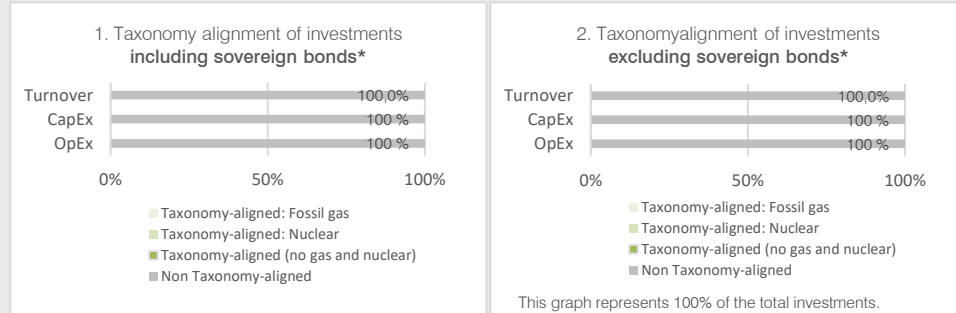 1. Taxonomy alignment of investments
including sovereign bonds*
Turnover 100,0%
CapEx 100 %
OpEx 100 %
0% 50% 100%
Taxonomy-aligned: Fossil gas
Taxonomy-aligned: Nuclear
Taxonomy-aligned (no gas and nuclear)
Non Taxonomy-aligned
2. Taxonomyalignment of investments
excluding sovereign bonds*
Turnover 100,0%
CapEx 100 %
OpEx 100 %
0% 50% 100%
Taxonomy-aligned: Fossil gas
Taxonomy-aligned: Nuclear
Taxonomy-aligned (no gas and nuclear)
Non Taxonomy-aligned
This graph represents 100% of the total investments.